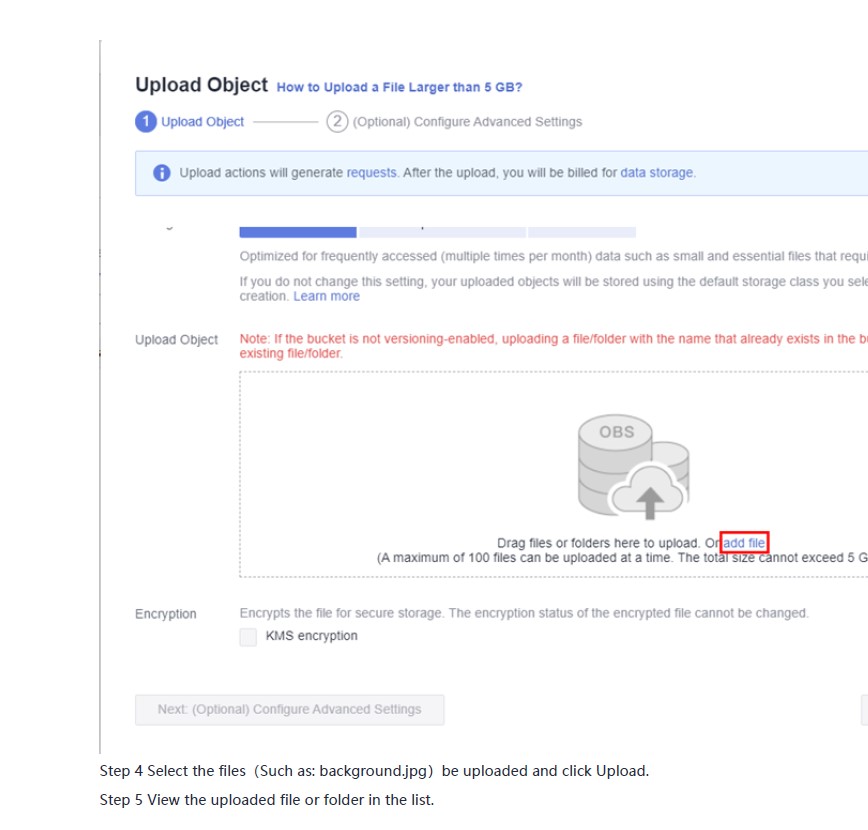 Upload Object How to Upload a File Larger than 5 GB?
1 Upload Object 2 (Optional) Configure Advanced Settings
Upload actions will generate requests. After the upload, you will be billed for data storage.
Optimized for frequently accessed (multiple times per month) data such as small and essential files that
If you do not change this setting, your uploaded objects will be stored using the default storage class you
creation. Learn more
Upload Object Note: If the bucket is not versioning-enabled, uploading a file/folder with the name that already exists in the
existing file/folder.
OBS
Drag files or folders here to upload. Or add file
(A maximum of 100 files can be uploaded at a time. The total size cannot exceed 5 G
Encryption Encrypts the file for secure storage. The encryption status of the encrypted file cannot be changed.
KMS encryption
Next: (Optional) Configure Advanced Settings
Step 4 Select the files（Such as: background.jpg）be uploaded and click Upload.
Step 5 View the uploaded file or folder in the list.